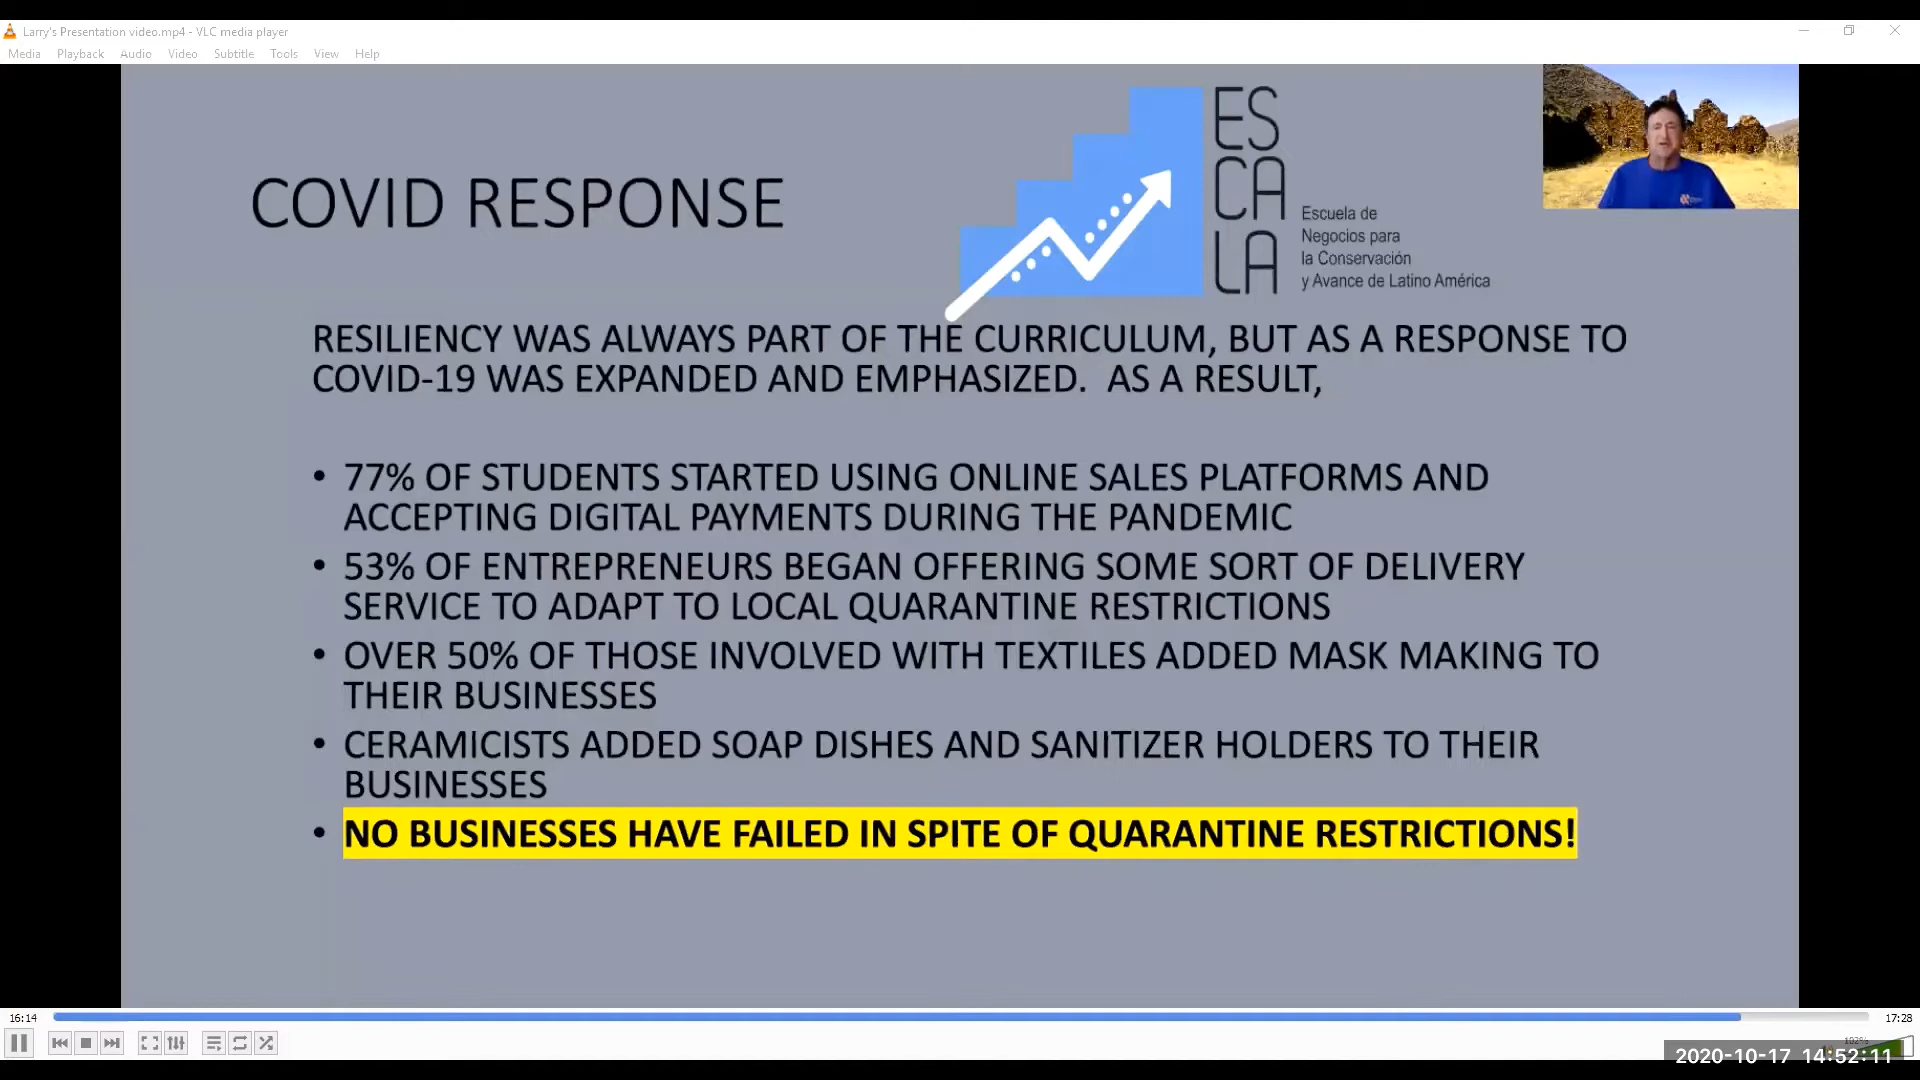 Larry's Presentation video.mp4 - VLC media player
Media Playback Audio Video Subtitle Tools View Help
COVID RESPONSE
ES
CA
LA
Escuela de
Negocios para
la Conservación
y Avance de Latino América
RESILIENCY WAS ALWAYS PART OF THE CURRICULUM, BUT AS A RESPONSE TO
COVID-19 WAS EXPANDED AND EMPHASIZED. AS A RESULT,
• 77% OF STUDENTS STARTED USING ONLINE SALES PLATFORMS AND
ACCEPTING DIGITAL PAYMENTS DURING THE PANDEMIC
• 53% OF ENTREPRENEURS BEGAN OFFERING SOME SORT OF DELIVERY
SERVICE TO ADAPT TO LOCAL QUARANTINE RESTRICTIONS
• OVER 50% OF THOSE INVOLVED WITH TEXTILES ADDED MASK MAKING TO
THEIR BUSINESSES
• CERAMICISTS ADDED SOAP DISHES AND SANITIZER HOLDERS TO THEIR
BUSINESSES
• NO BUSINESSES HAVE FAILED IN SPITE OF QUARANTINE RESTRICTIONS!
16:14
17:28
2020-10-17 14:52:11